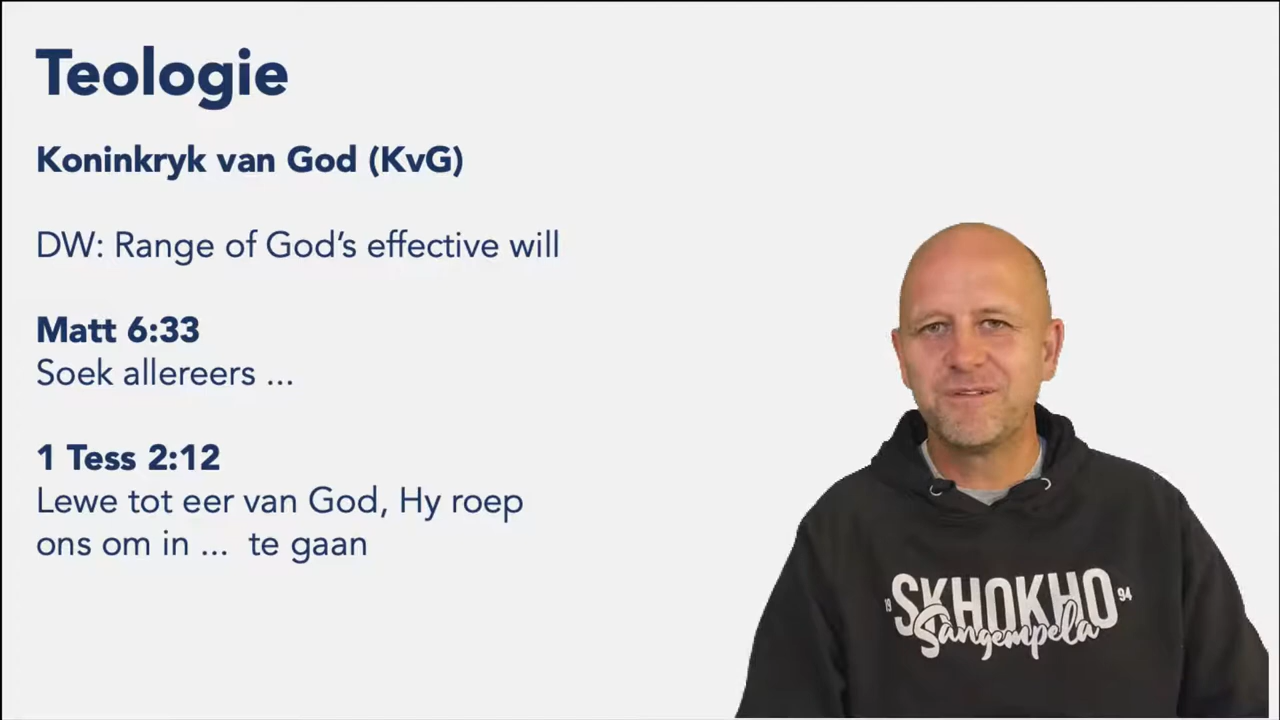 Teologie
Koninkryk van God (KvG)
DW: Range of God's effective will
Matt 6:33
Soek allereers ...
1 Tess 2:12
Lewe tot eer van God, Hy roep
ons om in ... te gaan
19 SKHOKHO 94
Sangempela